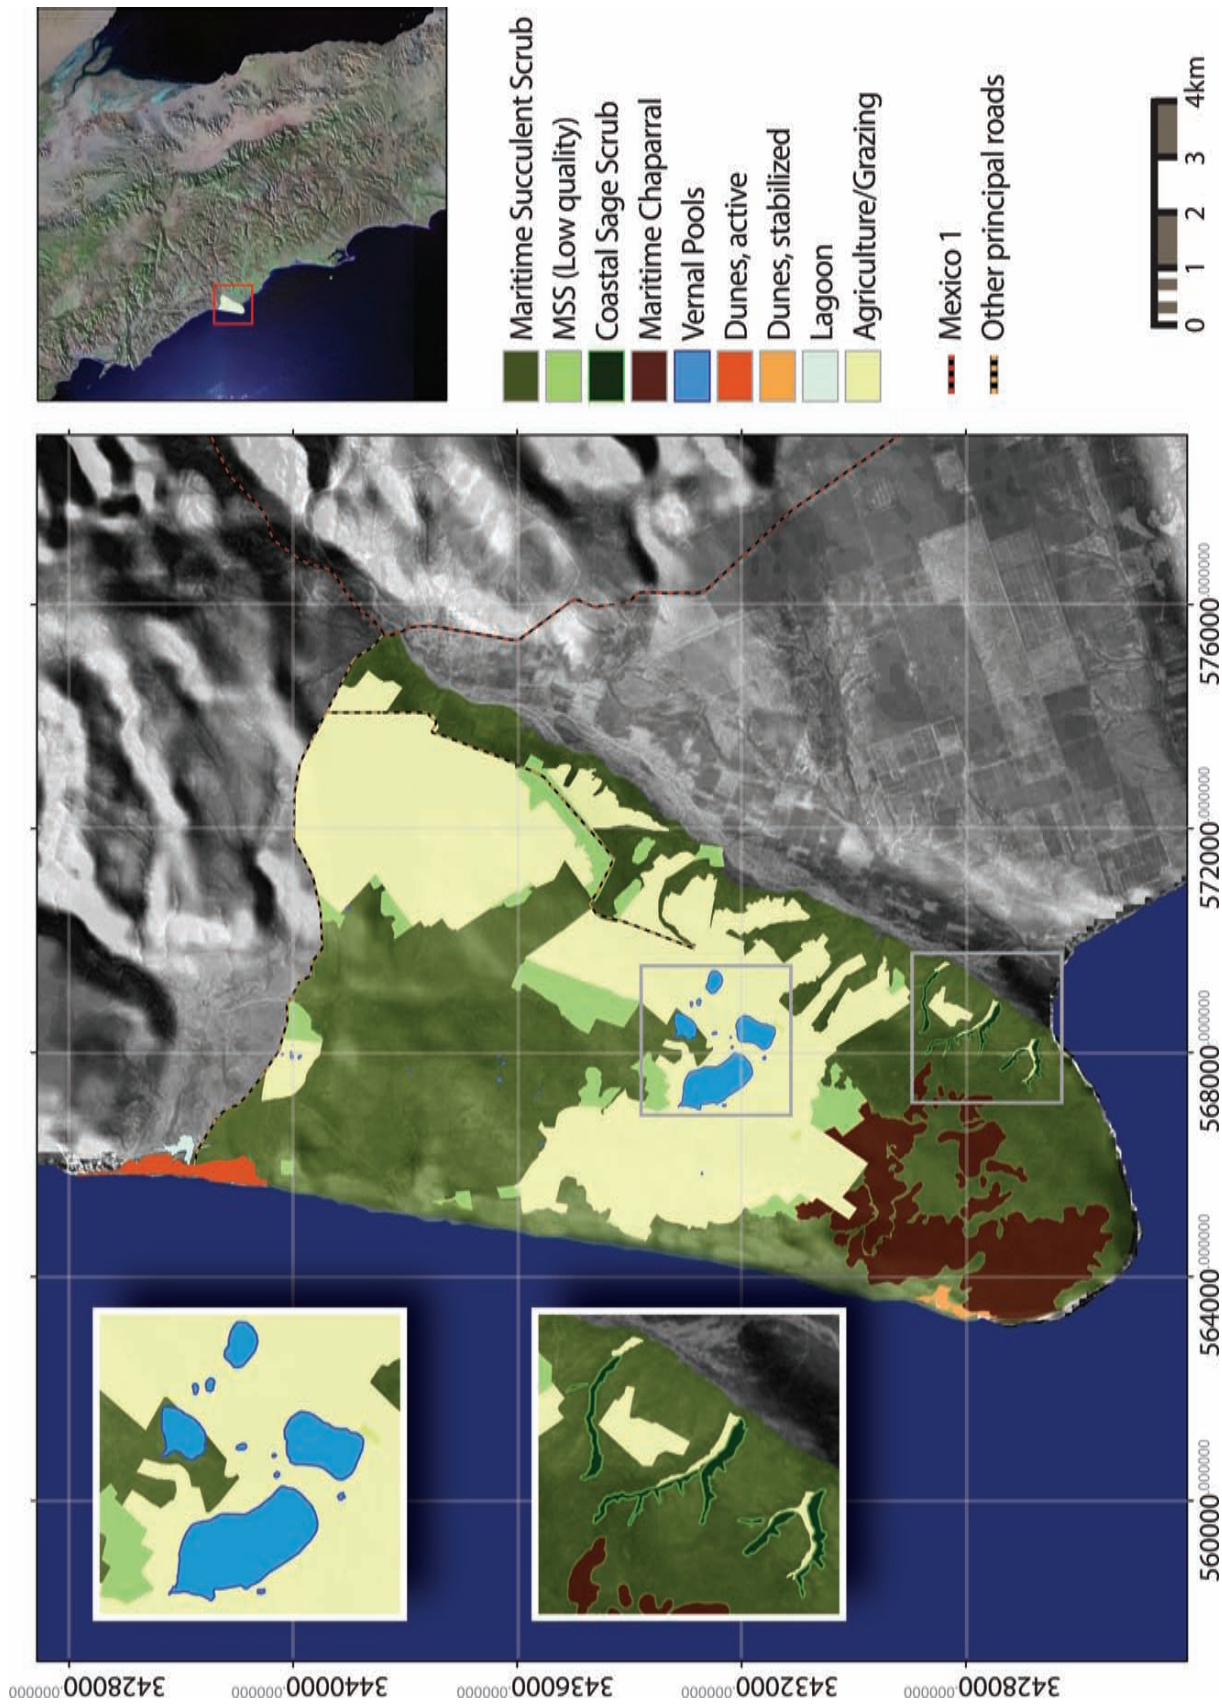 Maritime Succulent Scrub
MSS (Low quality)
Coastal Sage Scrub
Maritime Chaparral
Vernal Pools
Dunes, active
Dunes, stabilized
Lagoon
Agriculture/Grazing
Mexico 1
Other principal roads
0 1 2 3 4km
3428000.000000
3440000.000000
3436000.000000
3432000.000000
3428000.000000
560000.000000
564000.000000
568000.000000
572000.000000
576000.000000